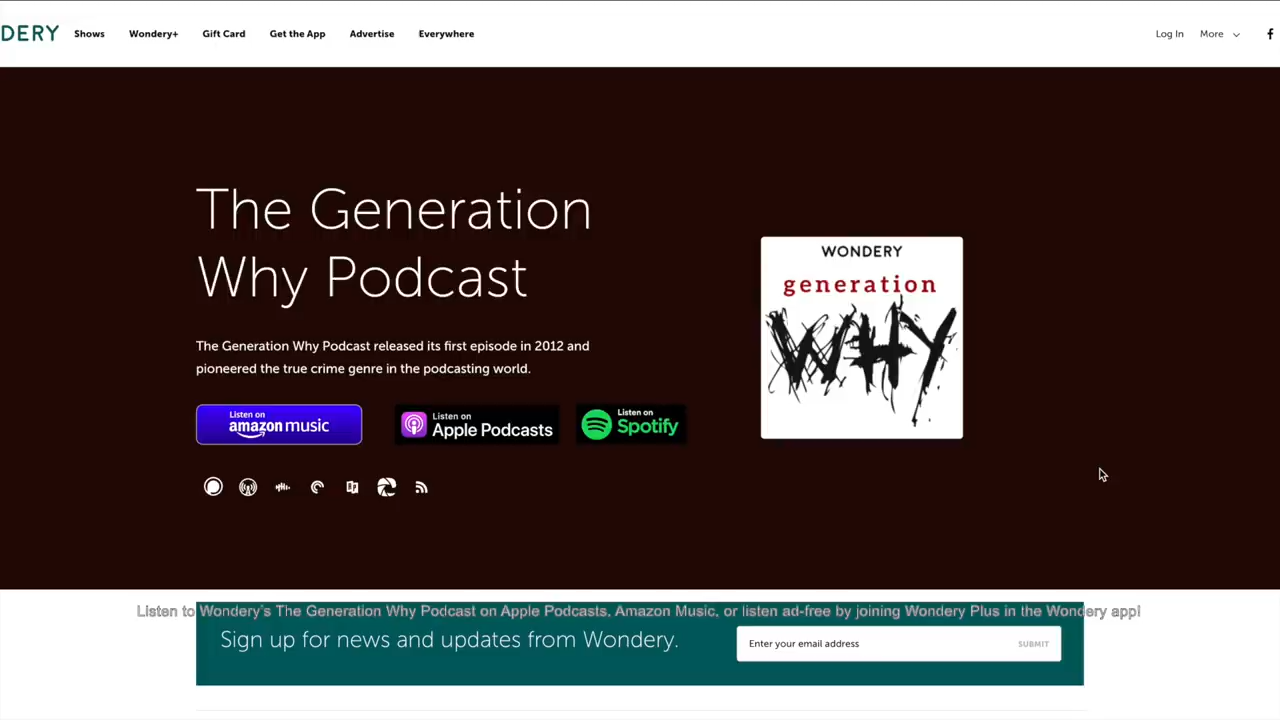 DERY
Shows
Wondery+
Gift Card
Get the App
Advertise
Everywhere
Log In
More
The Generation
Why Podcast
The Generation Why Podcast released its first episode in 2012 and
pioneered the true crime genre in the podcasting world.
Listen on
amazon music
Listen on
Apple Podcasts
Listen on
Spotify
WONDERY
generation
WHY
Listen to Wondery's The Generation Why Podcast on Apple Podcasts, Amazon Music, or listen ad-free by joining Wondery Plus in the Wondery app!
Sign up for news and updates from Wondery.
Enter your email address
SUBMIT